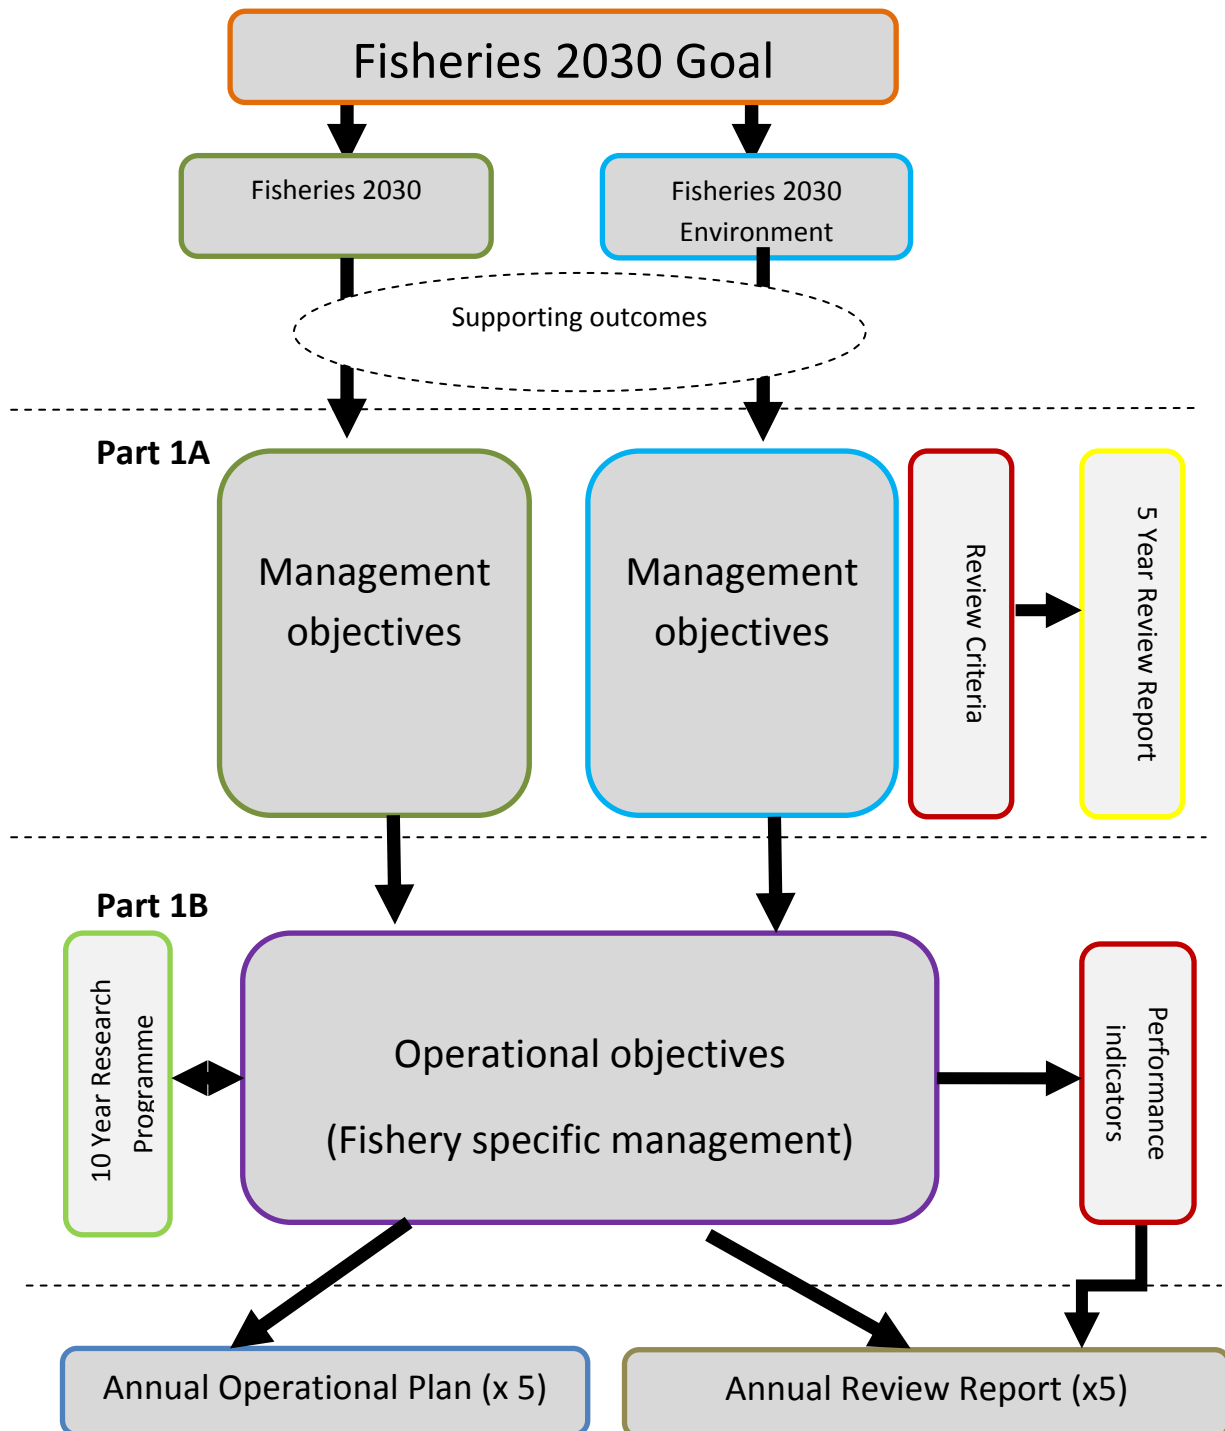 Fisheries 2030 Goal
Fisheries 2030
Fisheries 2030
Environment
Supporting outcomes
Part 1A
Management
objectives
Management
objectives
Review Criteria
5 Year Review Report
Part 1B
10 Year Research
Programme
Operational objectives
(Fishery specific management)
Performance
indicators
Annual Operational Plan (x 5)
Annual Review Report (x5)